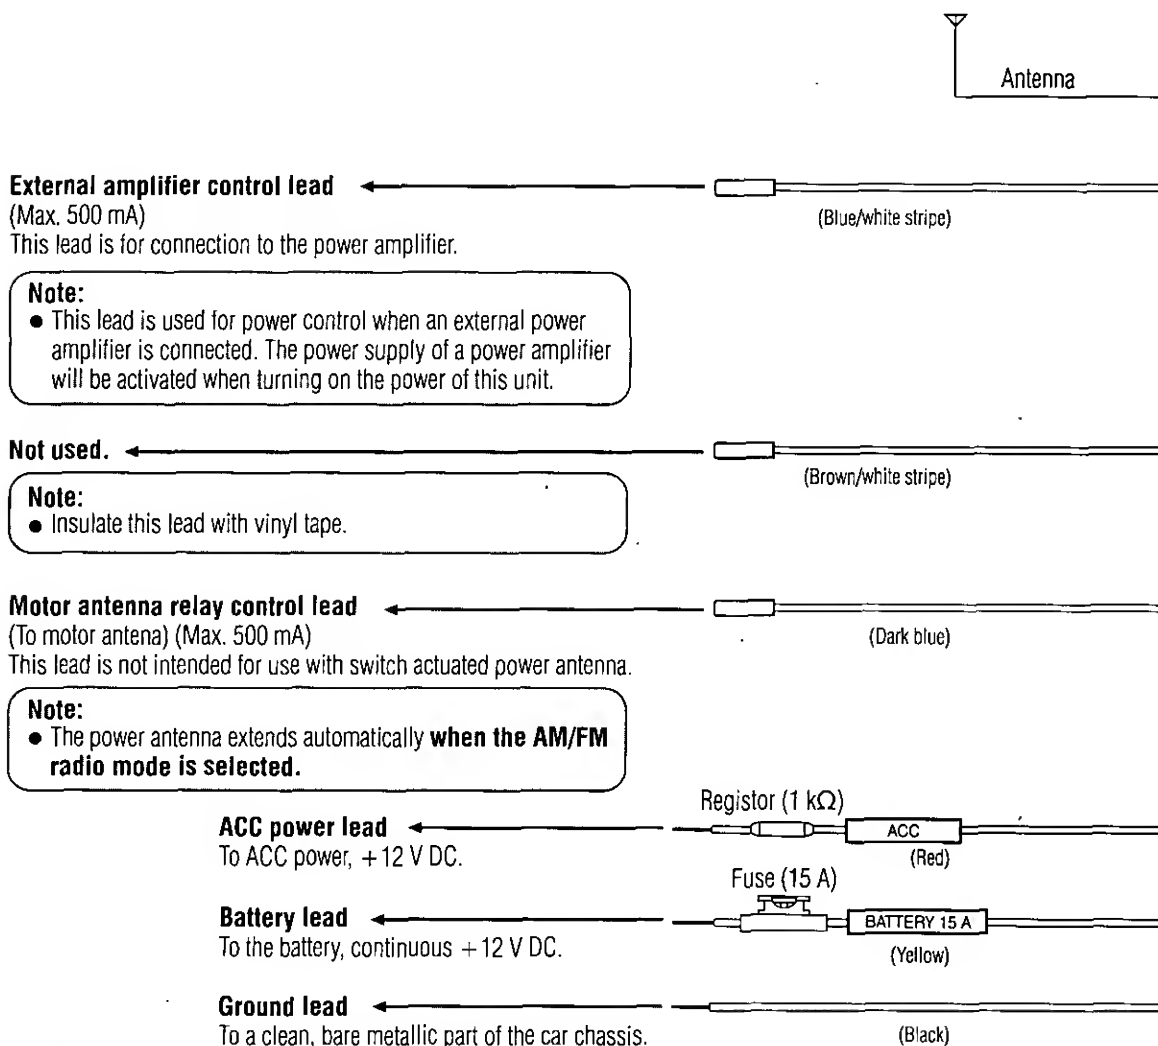 Antenna
External amplifier control lead
(Max. 500 mA)
This lead is for connection to the power amplifier.
(Blue/white stripe)
Note:
● This lead is used for power control when an external power
amplifier is connected. The power supply of a power amplifier
will be activated when turning on the power of this unit.
Not used.
(Brown/white stripe)
Note:
● Insulate this lead with vinyl tape.
Motor antenna relay control lead
(To motor antena) (Max. 500 mA)
This lead is not intended for use with switch actuated power antenna.
(Dark blue)
Note:
● The power antenna extends automatically when the AM/FM
radio mode is selected.
Registor (1 kΩ)
ACC power lead
To ACC power, +12 V DC.
ACC
(Red)
Fuse (15 A)
Battery lead
To the battery, continuous +12 V DC.
BATTERY 15 A
(Yellow)
Ground lead
To a clean, bare metallic part of the car chassis.
(Black)